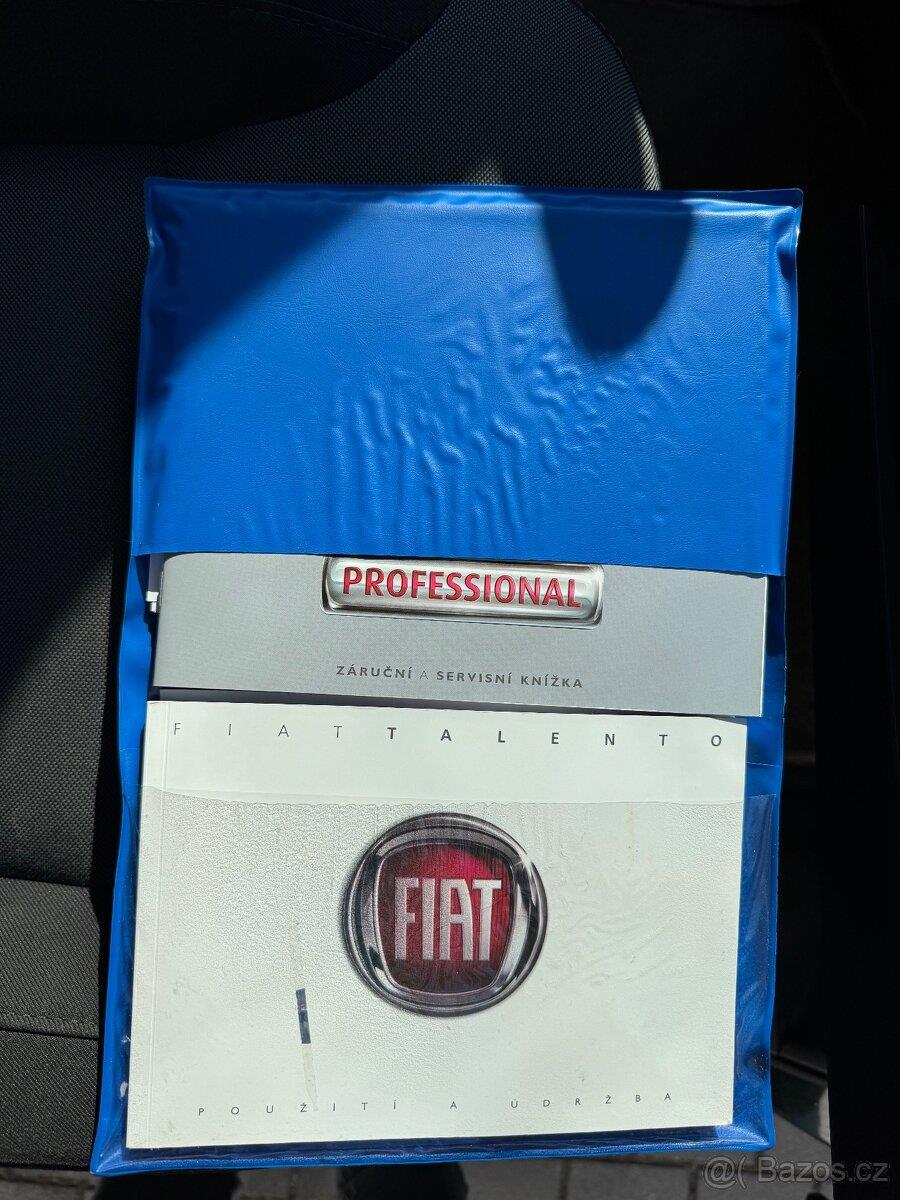 PROFESSIONAL
ZÁRUČNÍ A SERVISNÍ KNÍŽKA
FIAT TALENTO
FIAT
POUŽITÍ A ÚDRŽBA
@( Bazos.cz